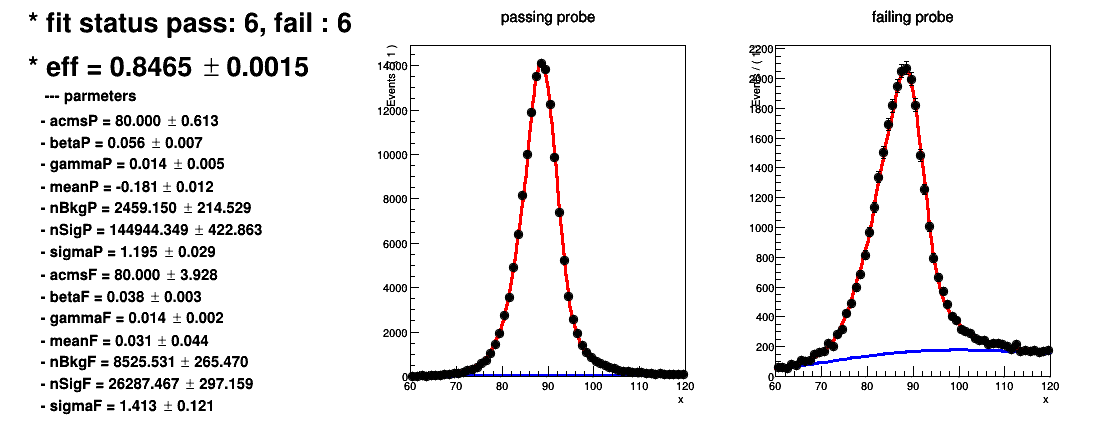 * fit status pass: 6, fail : 6
* eff = 0.8465 ± 0.0015
--- parmeters
- acmsP = 80.000 ± 0.613
- betaP = 0.056 ± 0.007
- gammaP = 0.014 ± 0.005
- meanP = -0.181 ± 0.012
- nBkgP = 2459.150 ± 214.529
- nSigP = 144944.349 ± 422.863
- sigmaP = 1.195 ± 0.029
- acmsF = 80.000 ± 3.928
- betaF = 0.038 ± 0.003
- gammaF = 0.014 ± 0.002
- meanF = 0.031 ± 0.044
- nBkgF = 8525.531 ± 265.470
- nSigF = 26287.467 ± 297.159
- sigmaF = 1.413 ± 0.121
passing probe
Events / ( 1 )
14000
12000
10000
8000
6000
4000
2000
0
60 70 80 90 100 110 120
x
failing probe
Events / ( 1 )
2200
2000
1800
1600
1400
1200
1000
800
600
400
200
0
60 70 80 90 100 110 120
x